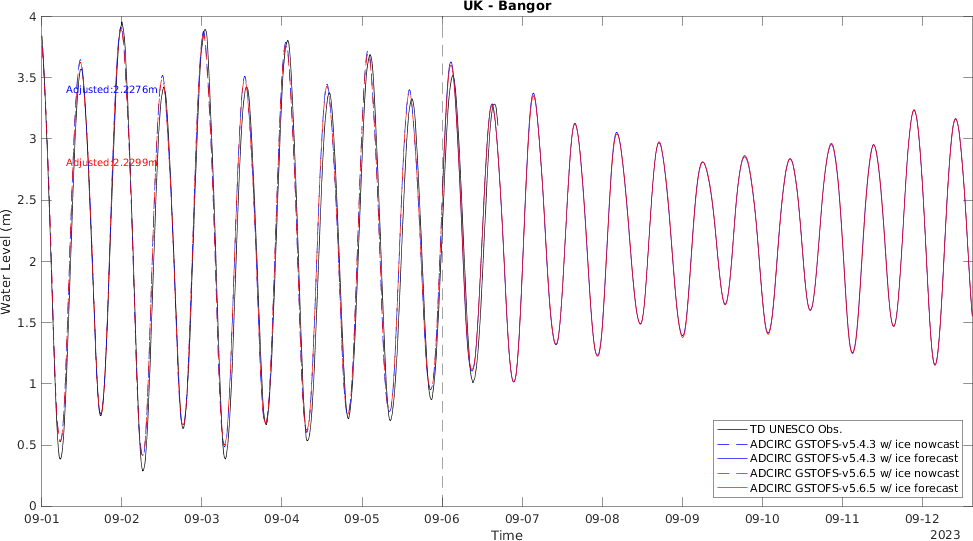 UK - Bangor
4
3.5
3
2.5
2
1.5
1
0.5
0
Water Level (m)
Adjusted:2.2276m
Adjusted:2.2299m
TD UNESCO Obs.
ADCIRC GSTOFS-v5.4.3 w/ ice nowcast
ADCIRC GSTOFS-v5.4.3 w/ ice forecast
ADCIRC GSTOFS-v5.6.5 w/ ice nowcast
ADCIRC GSTOFS-v5.6.5 w/ ice forecast
09-01 09-02 09-03 09-04 09-05 09-06 09-07 09-08 09-09 09-10 09-11 09-12
Time
2023